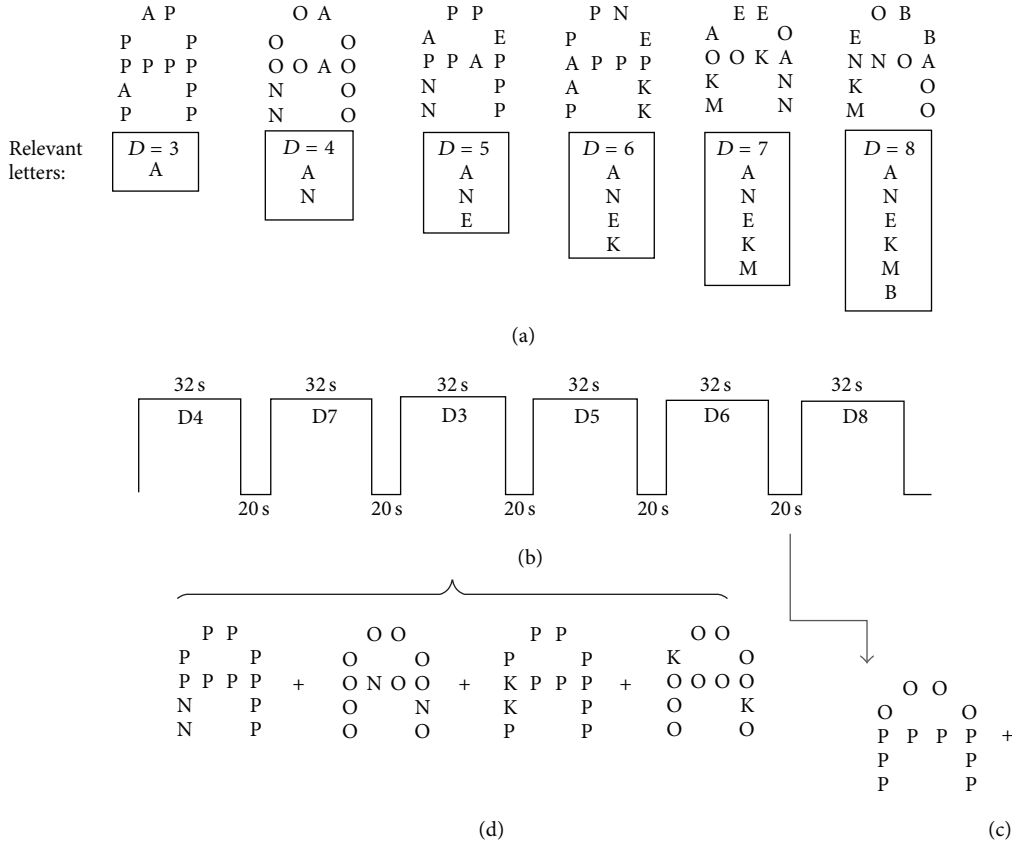 A P O A P P P N E E O B
P P O O A E P E A O E B
P P P P P O O A O P P A P A P P P O O K A N N O A
A P N O N P A K K N K O
P P N O N P P K M N M O
Relevant letters:
D = 3
A
D = 4
A
N
D = 5
A
N
E
D = 6
A
N
E
K
D = 7
A
N
E
K
M
D = 8
A
N
E
K
M
B
(a)
32 s 32 s 32 s 32 s 32 s 32 s
D4 D7 D3 D5 D6 D8
20 s 20 s 20 s 20 s 20 s
(b)
P P O O P P O O
P P O O P P K O
P P P P P + O N O O + K P P P + O O O O O +
N P O N K P O K
N P O O P P O O
O O
O O
P P P P +
P P
P P
(d)
(c)